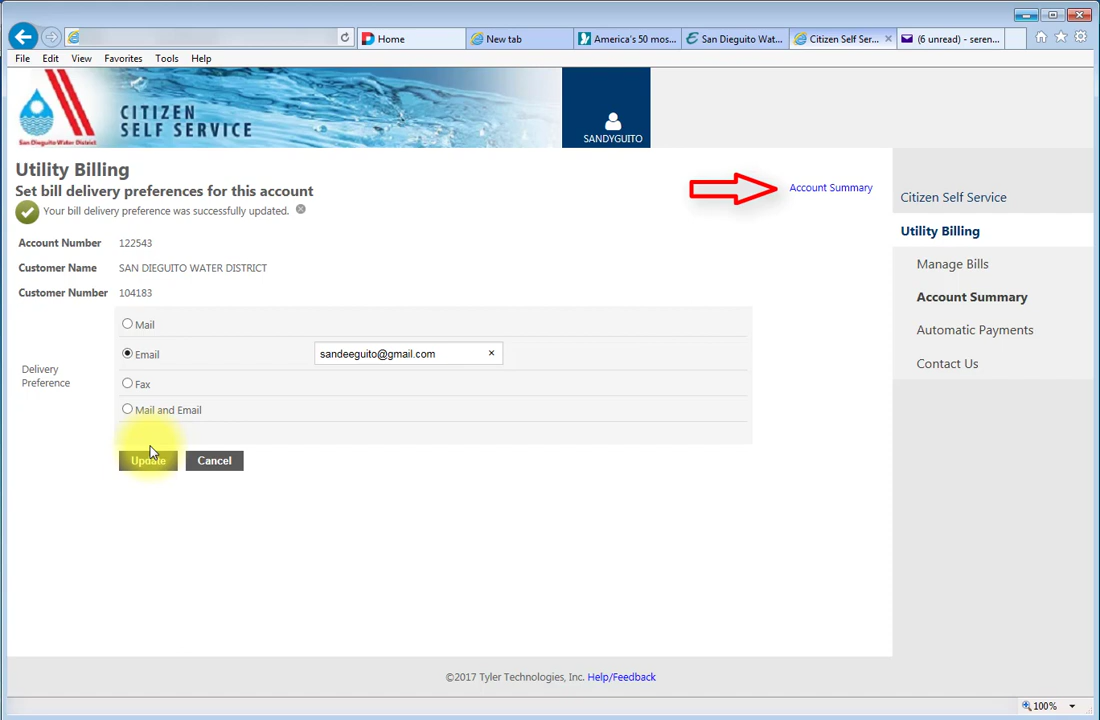 Home
New tab
America's 50 mos...
San Dieguito Wat...
Citizen Self Ser...
(6 unread) - seren...
File Edit View Favorites Tools Help
San Dieguito Water District
CITIZEN
SELF SERVICE
SANDYGUITO
Utility Billing
Set bill delivery preferences for this account
Your bill delivery preference was successfully updated.
Account Summary
Account Number 122543
Customer Name SAN DIEGUITO WATER DISTRICT
Customer Number 104183
Delivery
Preference
Mail
Email sandeeguito@gmail.com
Fax
Mail and Email
Update Cancel
Citizen Self Service
Utility Billing
Manage Bills
Account Summary
Automatic Payments
Contact Us
©2017 Tyler Technologies, Inc. Help/Feedback
100%